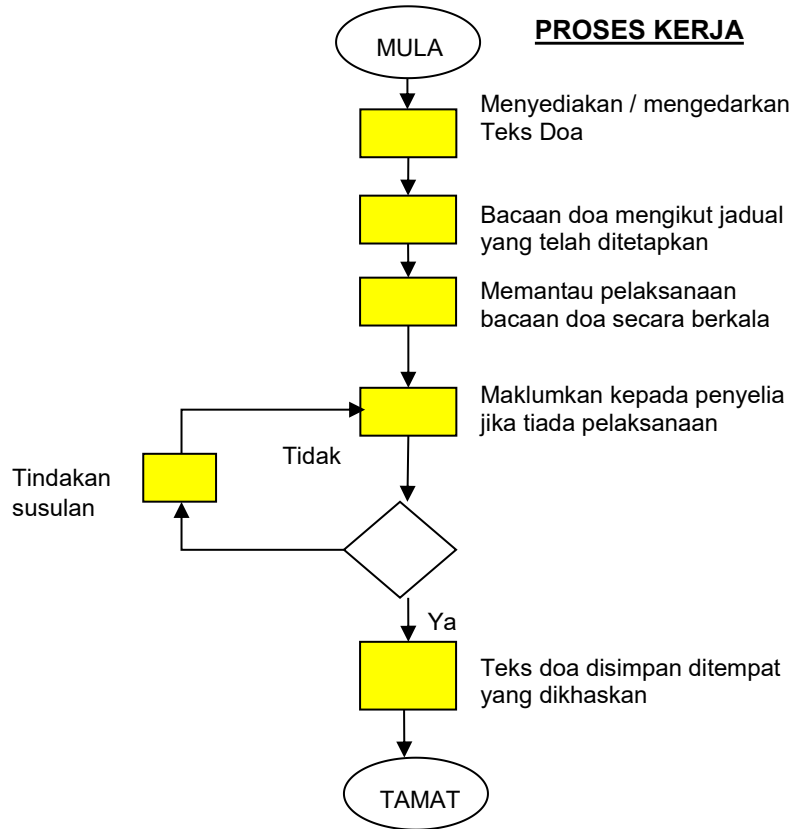 MULA
PROSES KERJA
Menyediakan / mengedarkan
Teks Doa
Bacaan doa mengikut jadual
yang telah ditetapkan
Memantau pelaksanaan
bacaan doa secara berkala
Maklumkan kepada penyelia
jika tiada pelaksanaan
Tidak
Tindakan
susulan
Ya
Teks doa disimpan ditempat
yang dikhaskan
TAMAT